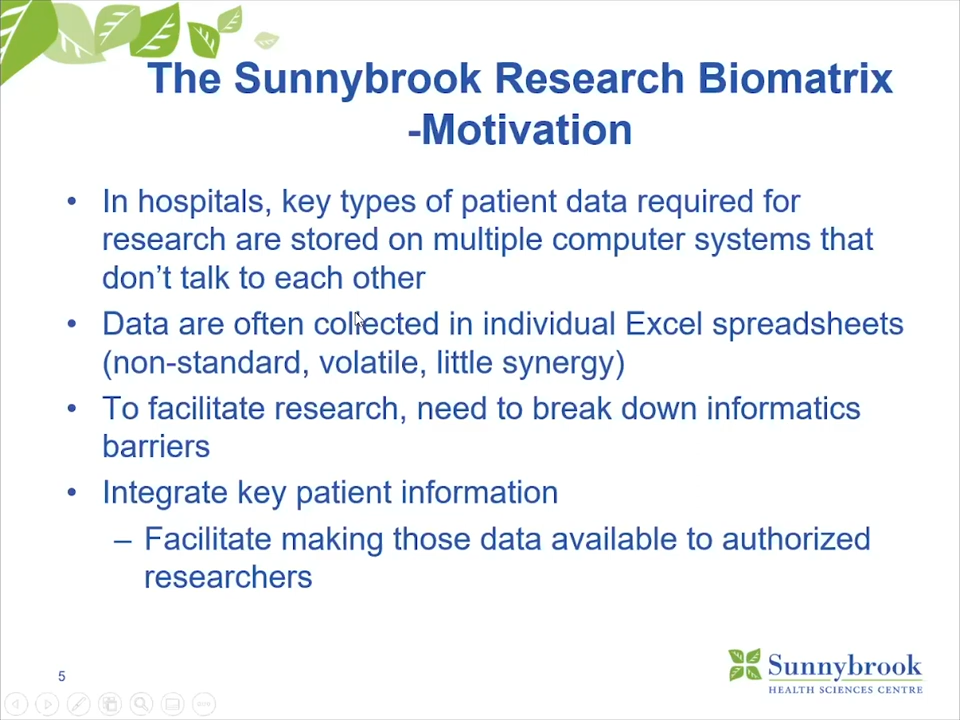 The Sunnybrook Research Biomatrix
-Motivation
• In hospitals, key types of patient data required for
research are stored on multiple computer systems that
don't talk to each other
• Data are often collected in individual Excel spreadsheets
(non-standard, volatile, little synergy)
• To facilitate research, need to break down informatics
barriers
• Integrate key patient information
– Facilitate making those data available to authorized
researchers
5
Sunnybrook
HEALTH SCIENCES CENTRE